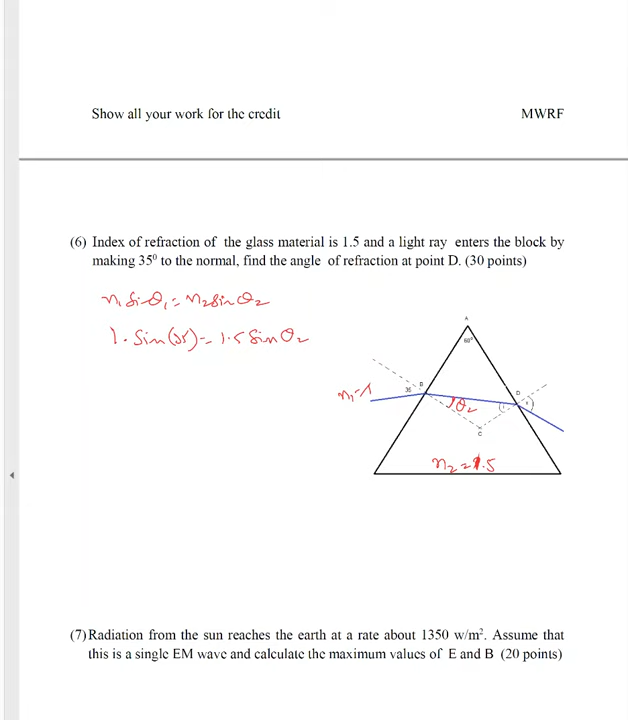 Show all your work for the credit MWRF
(6) Index of refraction of the glass material is 1.5 and a light ray enters the block by
making 35⁰ to the normal, find the angle of refraction at point D. (30 points)
n₁ sin θ₁ = n₂ sin θ₂
1. sin(35) = 1.5 sin θ₂
A
60°
n₁=1
35
B
θ₂
D
C
n₂ = 1.5
(7) Radiation from the sun reaches the earth at a rate about 1350 w/m². Assume that
this is a single EM wave and calculate the maximum values of E and B (20 points)